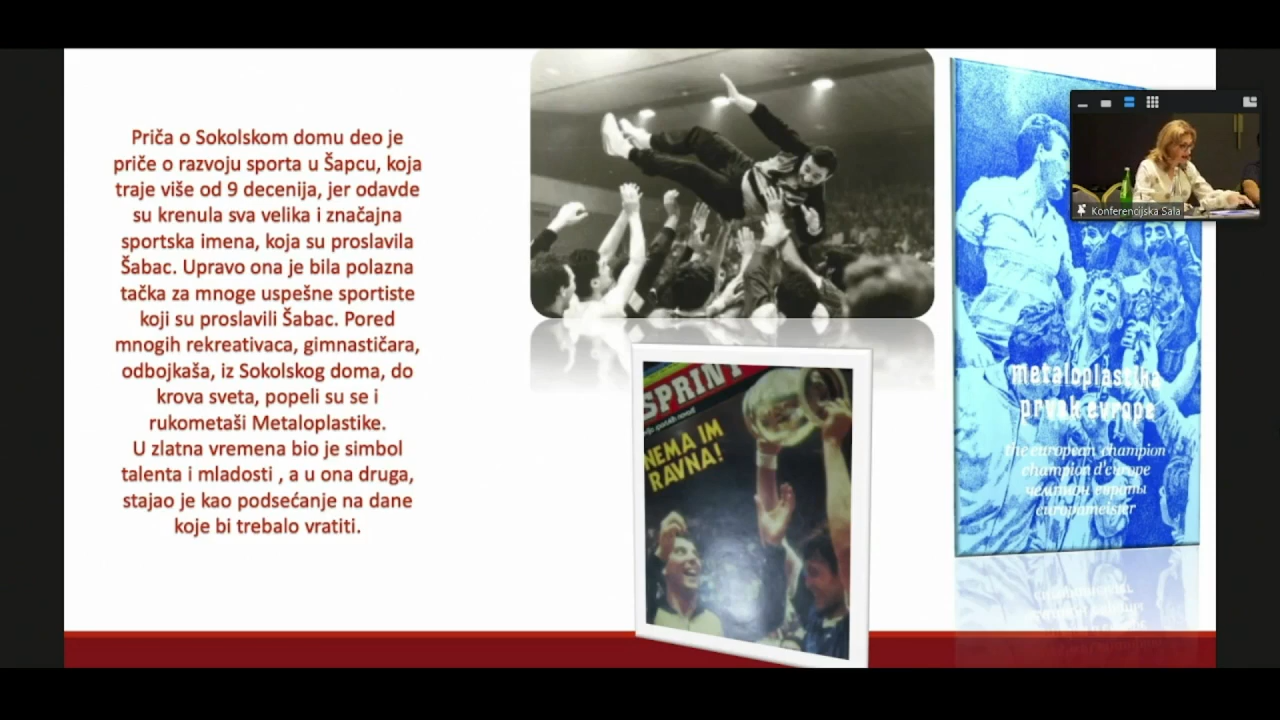 Priča o Sokolskom domu deo je
priče o razvoju sporta u Šapcu, koja
traje više od 9 decenija, jer odavde
su krenula sva velika i značajna
sportska imena, koja su proslavila
Šabac. Upravo ona je bila polazna
tačka za mnoge uspešne sportiste
koji su proslavili Šabac. Pored
mnogih rekreativaca, gimnastičara,
odbojkaša, iz Sokolskog doma, do
krova sveta, popeli su se i
rukometaši Metaloplastike.
U zlatna vremena bio je simbol
talenta i mladosti , a u ona druga,
stajao je kao podsećanje na dane
koje bi trebalo vratiti.
SPRINT
NEMA IM
RAVNA!
metaloplastika
prvak evrope
the european champion
champion d'europe
чемпион европы
europameister
Konferencijska Sala